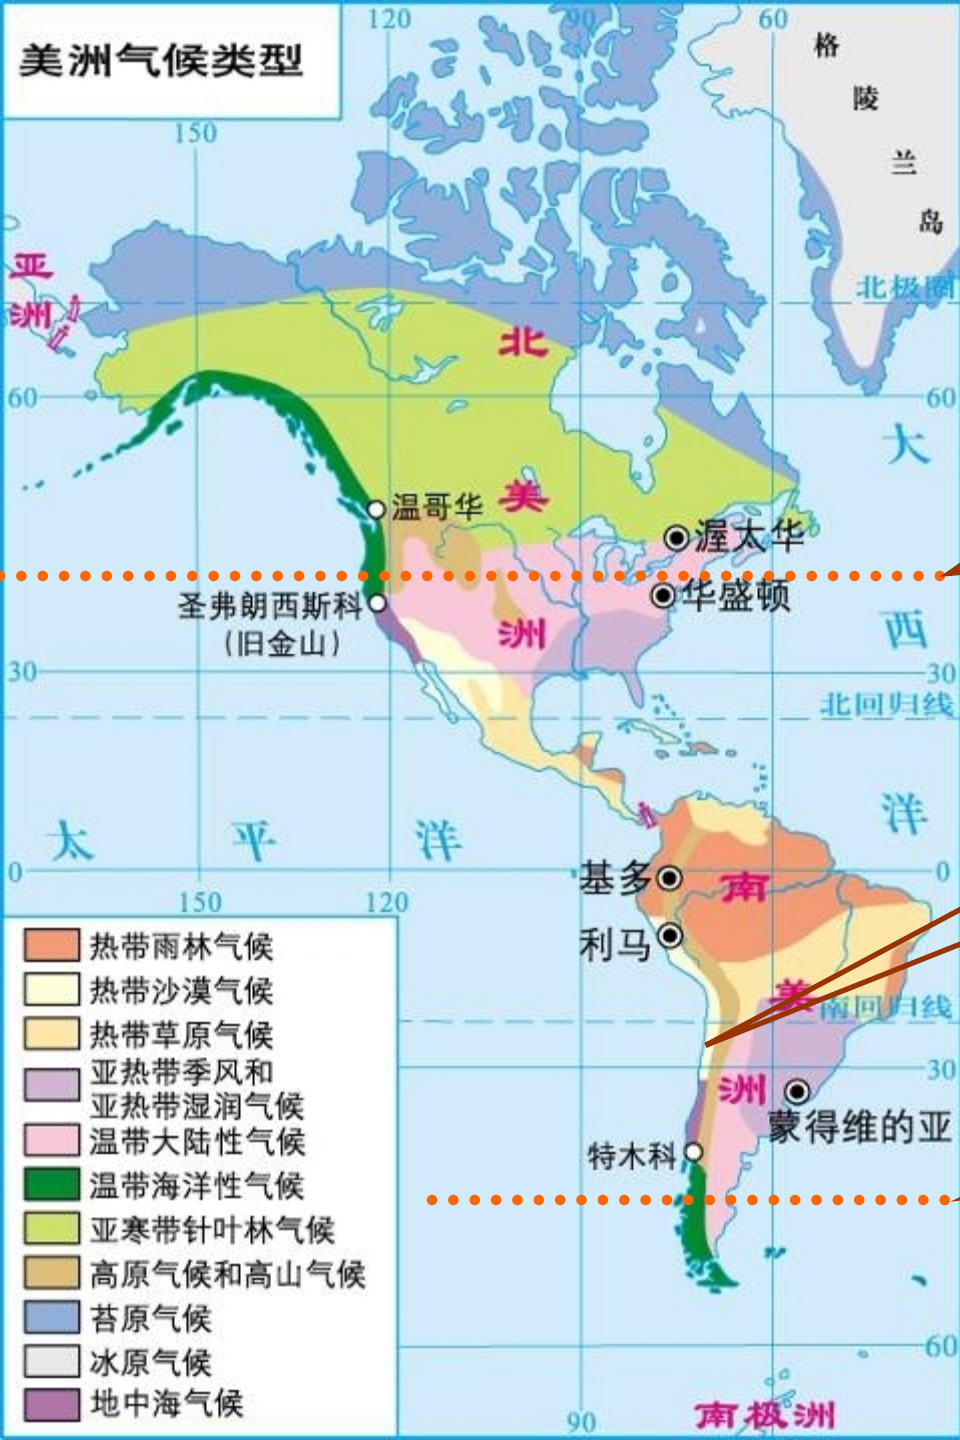 美洲气候类型
120
90
60
150
格
陵
兰
岛
亚
洲
北极圈
北
60
60
大
美
温哥华
渥太华
圣弗朗西斯科
(旧金山)
华盛顿
洲
西
30
30
北回归线
太
平
洋
洋
0
基多
南
0
150
120
利马
美
南回归线
30
洲
蒙得维的亚
特木科
热带雨林气候
热带沙漠气候
热带草原气候
亚热带季风和
亚热带湿润气候
温带大陆性气候
温带海洋性气候
亚寒带针叶林气候
高原气候和高山气候
苔原气候
冰原气候
地中海气候
60
90
南极洲